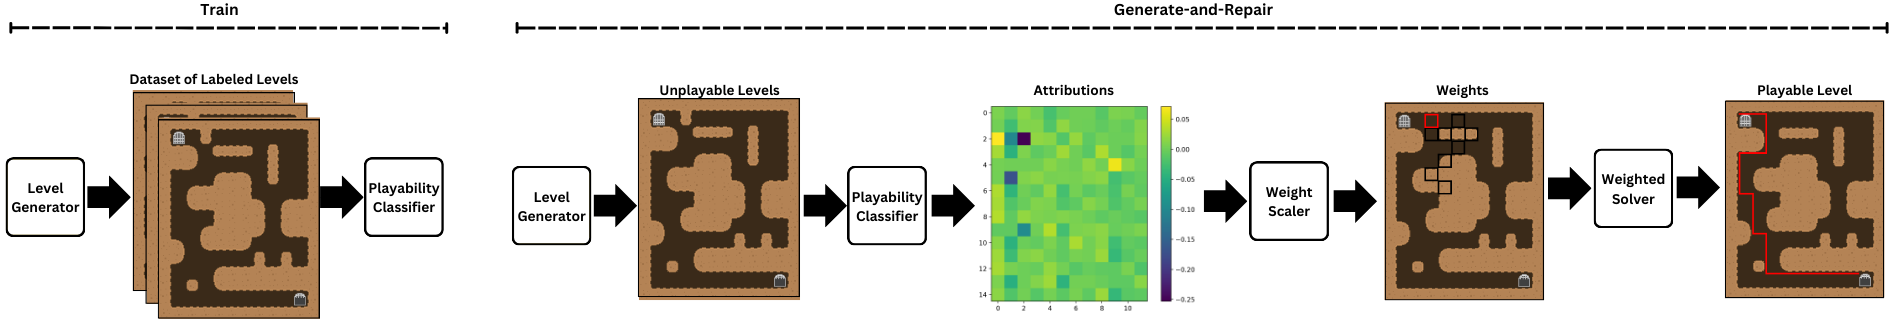 Train
Generate-and-Repair
Dataset of Labeled Levels
Unplayable Levels
Attributions
Weights
Playable Level
Level
Generator
Playability
Classifier
Level
Generator
Playability
Classifier
0
2
4
6
8
10
12
14
0 2 4 6 8 10
0.05
0.00
−0.05
−0.10
−0.15
−0.20
−0.25
Weight
Scaler
Weighted
Solver